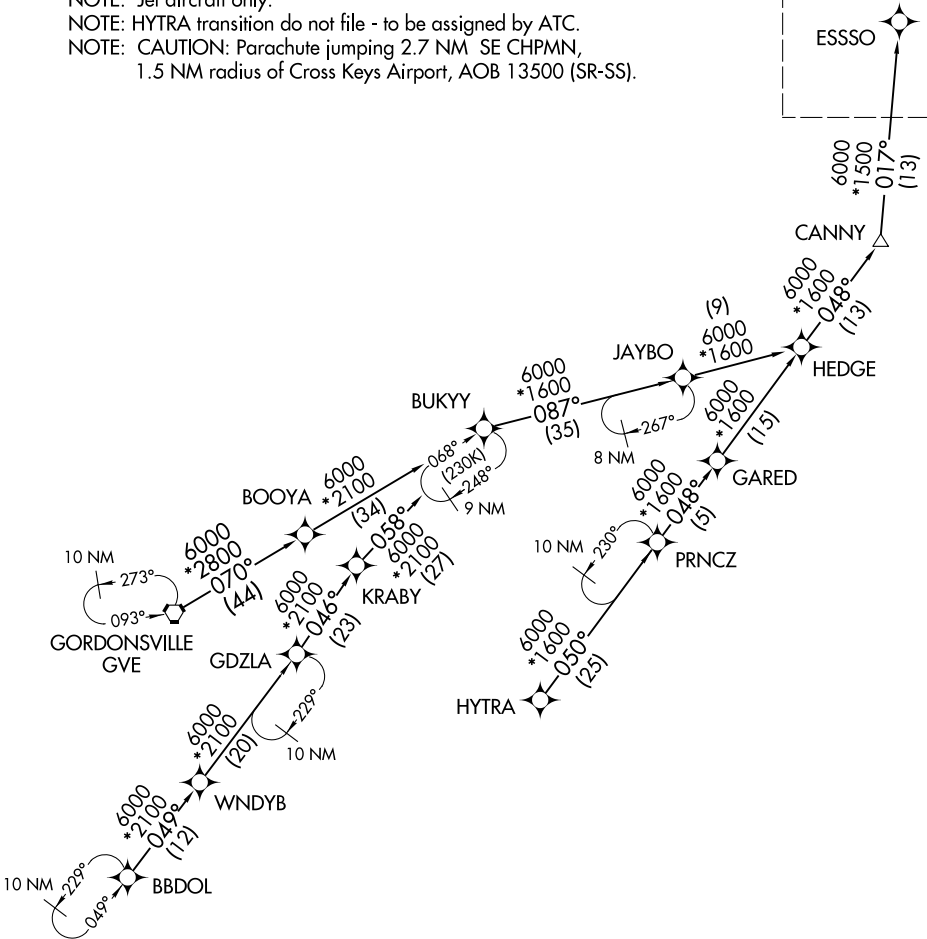 NOTE: Jet aircraft only.
NOTE: HYTRA transition do not file - to be assigned by ATC.
NOTE: CAUTION: Parachute jumping 2.7 NM SE CHPMN,
1.5 NM radius of Cross Keys Airport, AOB 13500 (SR-SS).
ESSSO
6000
*1500
017°
(13)
CANNY
6000
*1600
048°
(13)
HEDGE
(9)
6000
*1600
JAYBO
6000
*1600
087°
(35)
267°
8 NM
6000
*1600
(15)
GARED
BUKYY
068°
(230K)
248°
9 NM
6000
*2100
(34)
BOOYA
058°
6000
*2100
(27)
KRABY
6000
*1600
048°
(5)
PRNCZ
10 NM
230°
10 NM
273°
093°
6000
*2800
070°
(44)
GORDONSVILLE
GVE
6000
*2100
046°
(23)
GDZLA
229°
10 NM
6000
*1600
050°
(25)
HYTRA
6000
*2100
(20)
WNDYB
6000
*2100
049°
(12)
10 NM
229°
049°
BBDOL